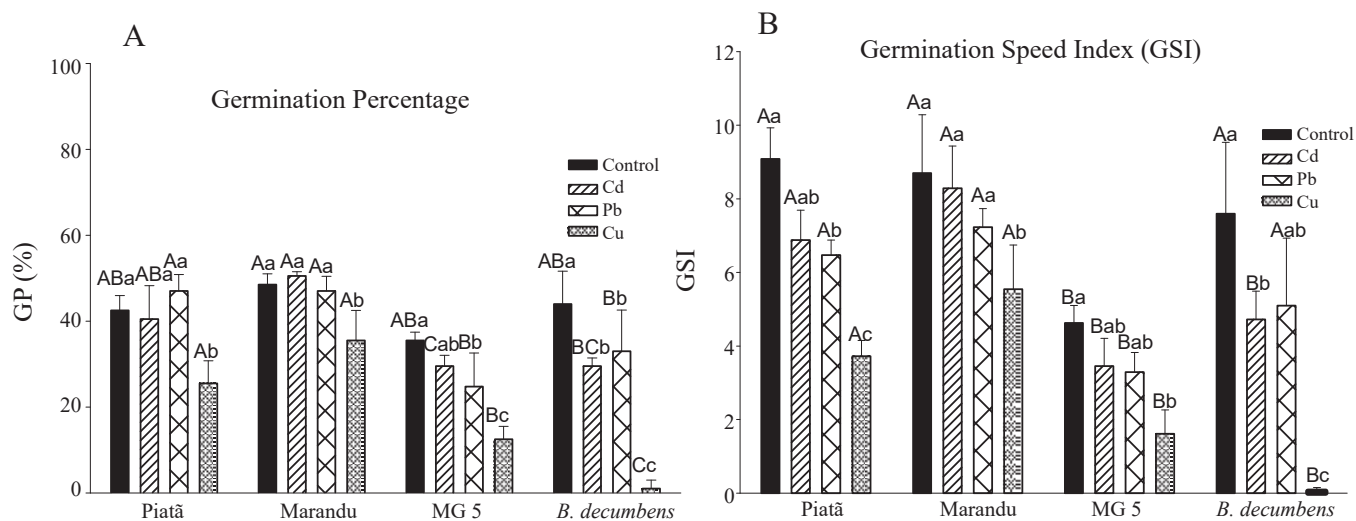 A
Germination Percentage
GP (%)
100
80
60
40
20
0
Control
Cd
Pb
Cu
ABa ABa Aa Ab
Aa Aa Aa Ab
ABa Cab Bb Bc
ABa BCb Bb Cc
Piatã Marandu MG 5 B. decumbens
B
Germination Speed Index (GSI)
GSI
12
10
8
6
4
2
0
Control
Cd
Pb
Cu
Aa Aab Ab Ac
Aa Aa Aa Ab
Ba Bab Bab Bb
Aa Bb Aab Bc
Piatã Marandu MG 5 B. decumbens